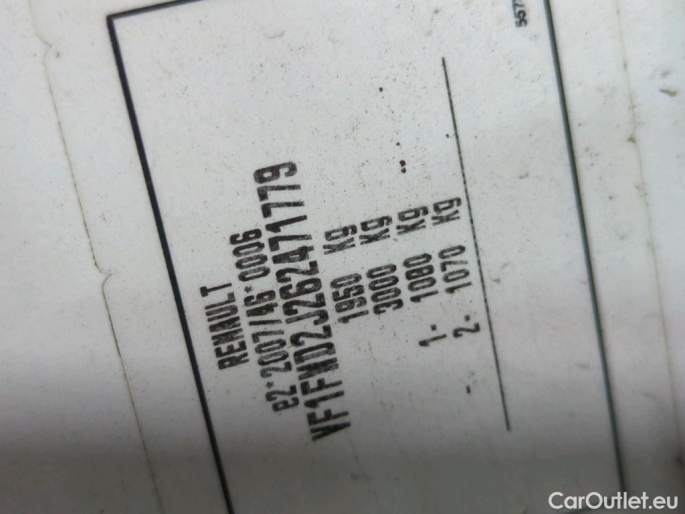 RENAULT
e2*2007/46*0006
VF1FWD2J262471779
1950 Kg
3000 Kg
1- 1080 Kg
2- 1070 Kg
CarOutlet.eu